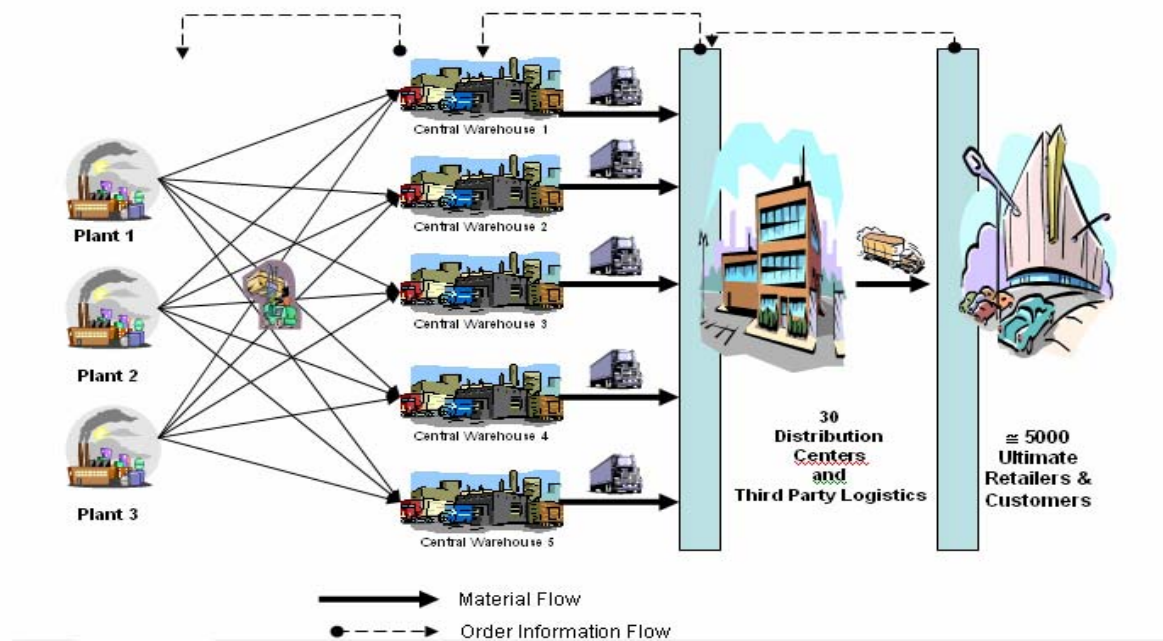 Central Warehouse 1
Plant 1
Central Warehouse 2
Central Warehouse 3
Plant 2
Central Warehouse 4
Plant 3
Central Warehouse 5
30
Distribution
Centers
and
Third Party Logistics
≅ 5000
Ultimate
Retailers &
Customers
Material Flow
Order Information Flow